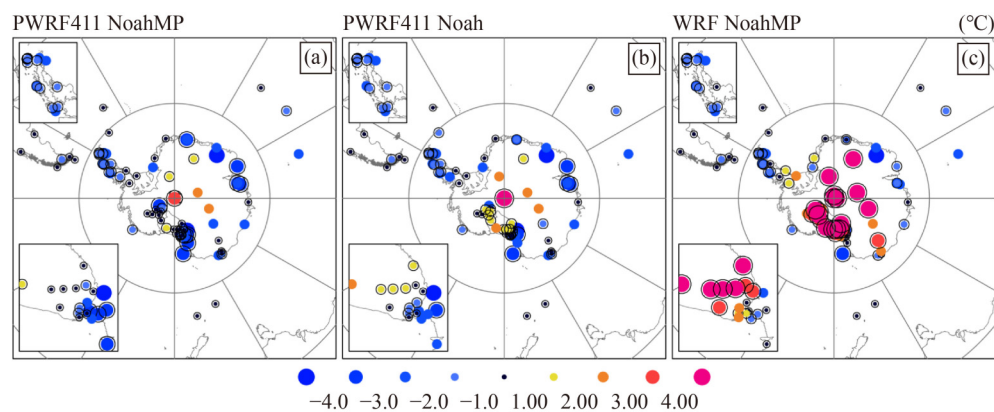 PWRF411 NoahMP PWRF411 Noah WRF NoahMP (°C)
(a) (b) (c)
−4.0 −3.0 −2.0 −1.0 1.00 2.00 3.00 4.00